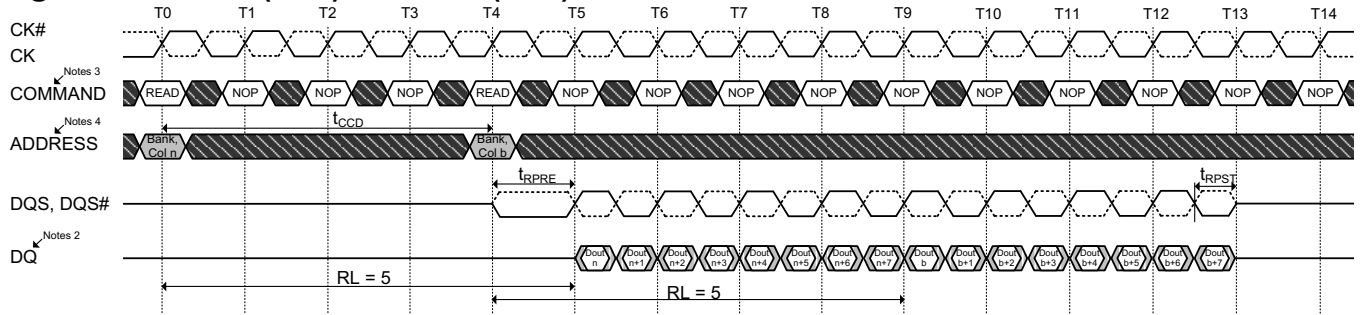 T0 T1 T2 T3 T4 T5 T6 T7 T8 T9 T10 T11 T12 T13 T14
CK#
CK
Notes 3
COMMAND READ NOP NOP NOP READ NOP NOP NOP NOP NOP NOP NOP NOP NOP NOP
tCCD
Notes 4
ADDRESS
Bank, Col n
Bank, Col b
tRPRE
tRPST
DQS, DQS#
Notes 2
DQ
Dout n Dout n+1 Dout n+2 Dout n+3 Dout n+4 Dout n+5 Dout n+6 Dout n+7 Dout b Dout b+1 Dout b+2 Dout b+3 Dout b+4 Dout b+5 Dout b+6 Dout b+7
RL = 5
RL = 5